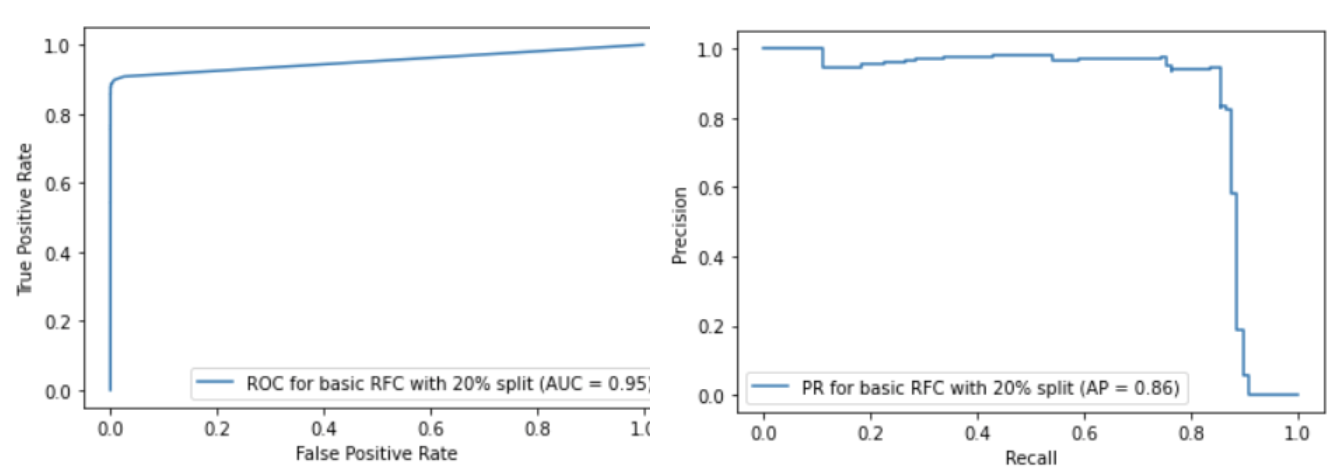 1.0
0.8
0.6
0.4
0.2
0.0
True Positive Rate
ROC for basic RFC with 20% split (AUC = 0.95)
0.0 0.2 0.4 0.6 0.8 1.0
False Positive Rate
1.0
0.8
0.6
0.4
0.2
0.0
Precision
PR for basic RFC with 20% split (AP = 0.86)
0.0 0.2 0.4 0.6 0.8 1.0
Recall